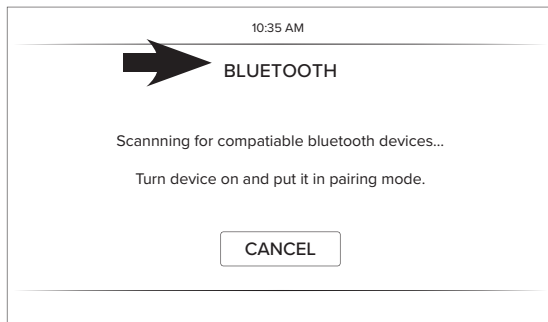 10:35 AM
BLUETOOTH
Scannning for compatiable bluetooth devices...
Turn device on and put it in pairing mode.
CANCEL